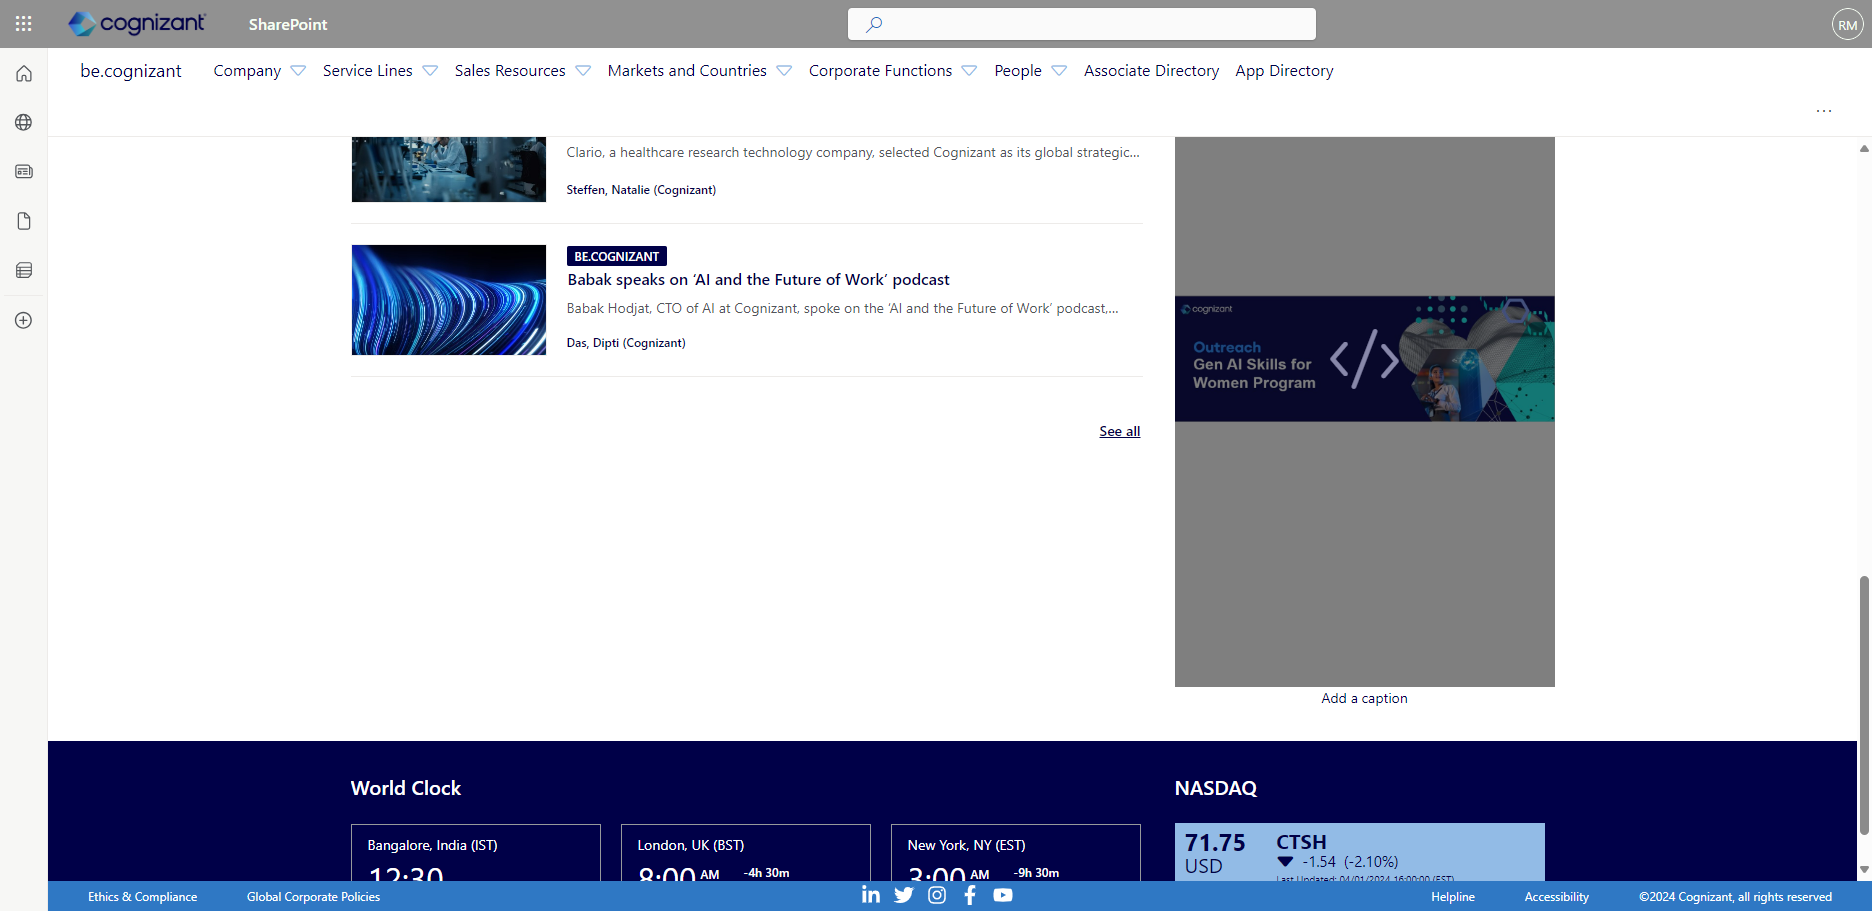 cognizant
SharePoint
RM
be.cognizant
Company
Service Lines
Sales Resources
Markets and Countries
Corporate Functions
People
Associate Directory
App Directory
...
Clario, a healthcare research technology company, selected Cognizant as its global strategic...
Steffen, Natalie (Cognizant)
BE.COGNIZANT
Babak speaks on ‘AI and the Future of Work’ podcast
Babak Hodjat, CTO of AI at Cognizant, spoke on the ‘AI and the Future of Work’ podcast,...
Das, Dipti (Cognizant)
See all
cognizant
Outreach
Gen AI Skills for
Women Program
</>
Add a caption
World Clock
Bangalore, India (IST)
12:30
London, UK (BST)
8:00 AM -4h 30m
New York, NY (EST)
3:00 AM -9h 30m
NASDAQ
71.75
USD
CTSH
-1.54 (-2.10%)
Last Updated: 04/01/2024 16:00:00 (EST)
Ethics & Compliance
Global Corporate Policies
Helpline
Accessibility
©2024 Cognizant, all rights reserved